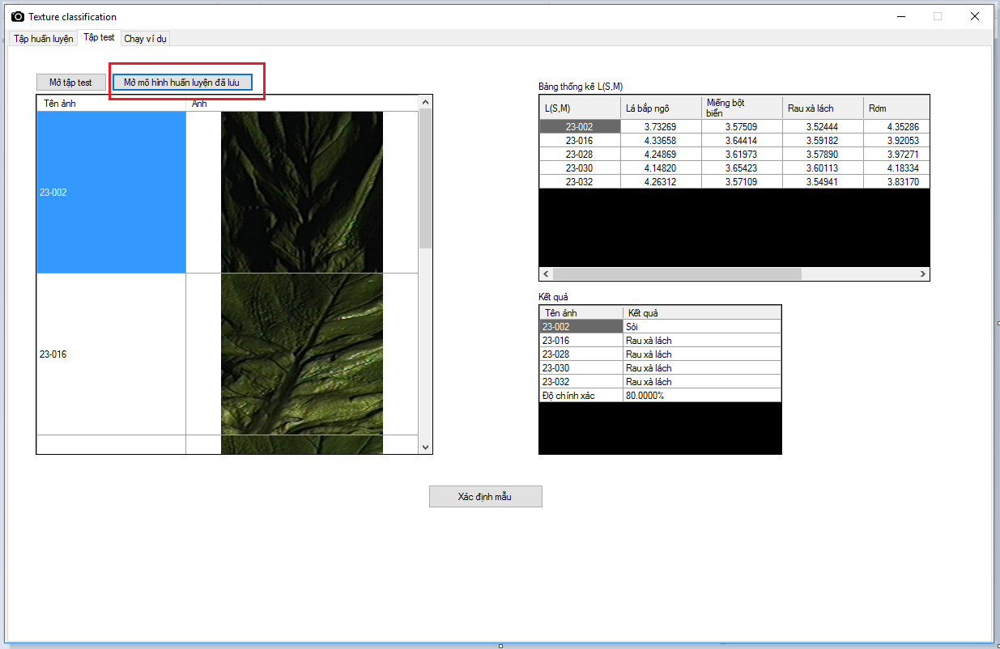 Texture classification
Tập huấn luyện Tập test Chạy ví dụ
Mở tập test Mở mô hình huấn luyện đã lưu
Tên ảnh Ảnh
23-002
23-016
Bảng thống kê L(S,M)
L(S,M) Lá bắp ngô Miếng bọt biển Rau xà lách Rơm
23-002 3.73269 3.57509 3.52444 4.35286
23-016 4.33658 3.64414 3.59182 3.92053
23-028 4.24869 3.61973 3.57890 3.97271
23-030 4.14820 3.65423 3.60113 4.18334
23-032 4.26312 3.57109 3.54941 3.83170
Kết quả
Tên ảnh Kết quả
23-002 Sỏi
23-016 Rau xà lách
23-028 Rau xà lách
23-030 Rau xà lách
23-032 Rau xà lách
Độ chính xác 80.0000%
Xác định mẫu